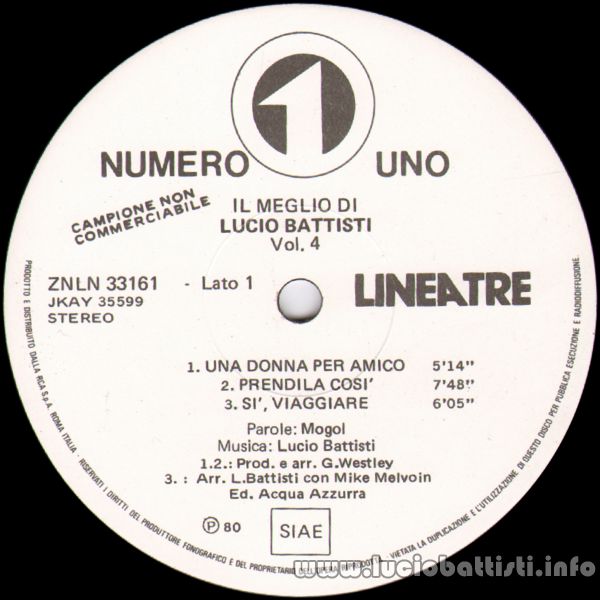 1
NUMERO UNO
CAMPIONE NON
COMMERCIABILE
IL MEGLIO DI
LUCIO BATTISTI
Vol. 4
ZNLN 33161 - Lato 1
JKAY 35599
STEREO
LINEATRE
1. UNA DONNA PER AMICO 5'14"
2. PRENDILA COSI' 7'48"
3. SI', VIAGGIARE 6'05"
Parole: Mogol
Musica: Lucio Battisti
1.2.: Prod. e arr. G.Westley
3. : Arr. L.Battisti con Mike Melvoin
Ed. Acqua Azzurra
Ⓟ 80 SIAE
PRODOTTO E DISTRIBUITO DALLA RCA S.p.A. ROMA ITALIA - RISERVATI I DIRITTI DEL PRODUTTORE FONOGRAFICO E DEL PROPRIETARIO DELL'OPERA RIPRODOTTA - VIETATA LA DUPLICAZIONE E L'UTILIZZAZIONE DI QUESTO DISCO PER PUBBLICA ESECUZIONE E RADIODIFFUSIONE.
www.luciobattisti.info